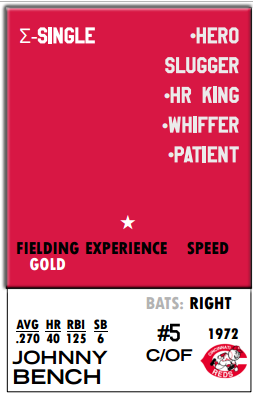 Σ-SINGLE
•HERO
SLUGGER
•HR KING
•WHIFFER
•PATIENT
FIELDING EXPERIENCE SPEED
GOLD
BATS: RIGHT
AVG HR RBI SB
.270 40 125 6
#5
1972
C/OF
JOHNNY
BENCH
CINCINNATI
REDS